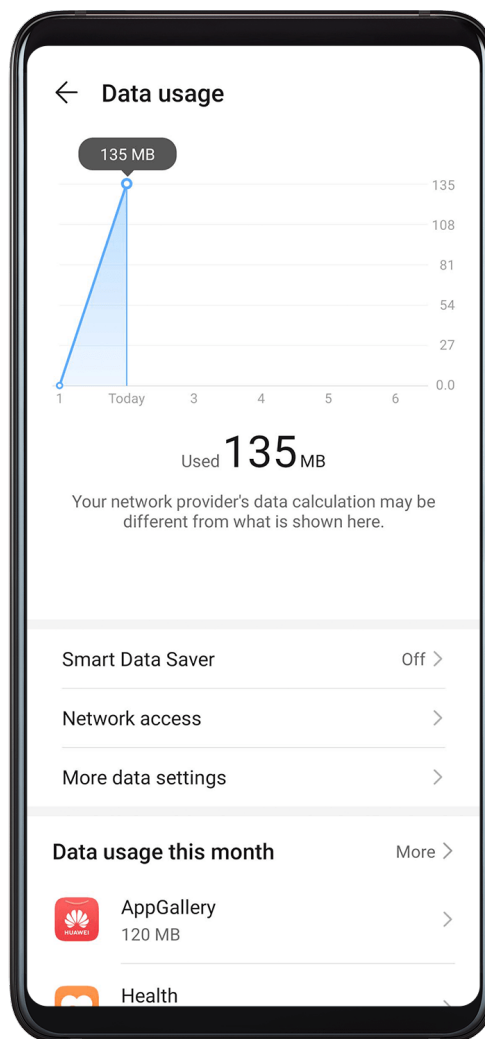 Data usage
135 MB
135
108
81
54
27
0.0
1 Today 3 4 5 6
Used 135 MB
Your network provider's data calculation may be
different from what is shown here.
Smart Data Saver Off
Network access
More data settings
Data usage this month More
AppGallery
120 MB
HUAWEI
Health